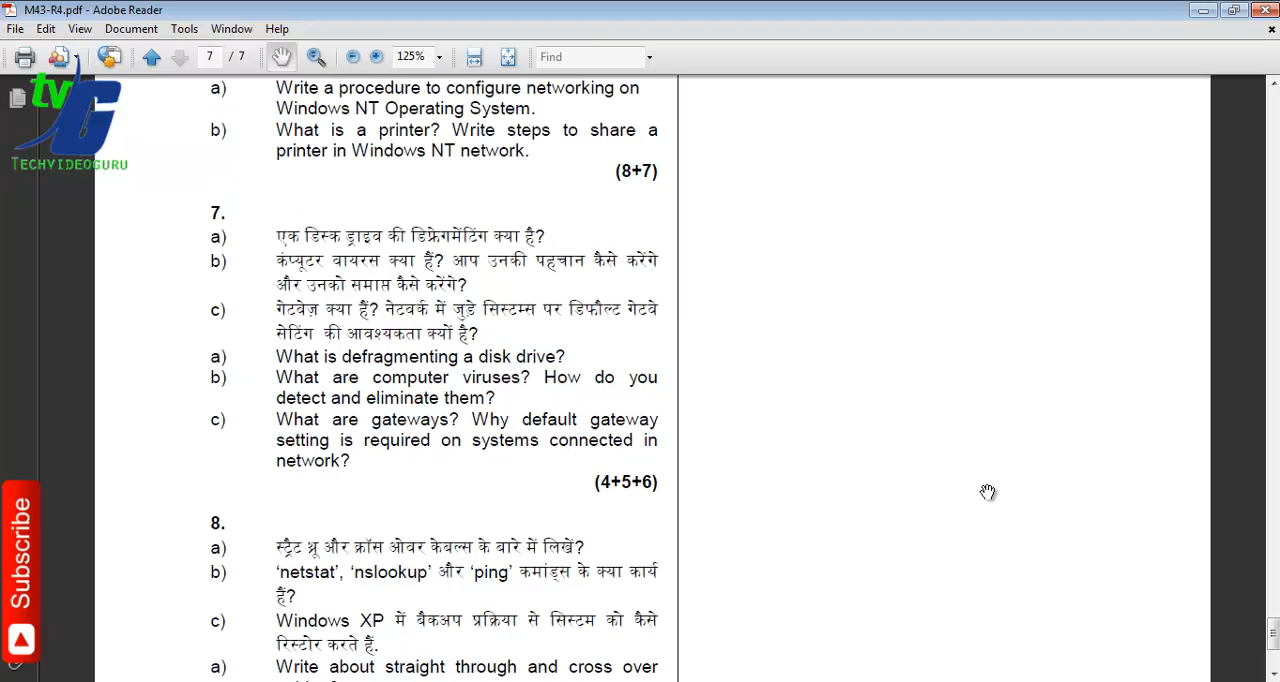 M43-R4.pdf - Adobe Reader
File Edit View Document Tools Window Help
7 / 7 125% Find
tv
TECHVIDEOGURU
a) Write a procedure to configure networking on
Windows NT Operating System.
b) What is a printer? Write steps to share a
printer in Windows NT network.
(8+7)
7.
a) एक डिस्क ड्राइव की डिफ्रेगमेंटिंग क्या है?
b) कंप्यूटर वायरस क्या हैं? आप उनकी पहचान कैसे करेंगे
और उनको समाप्त कैसे करेंगे?
c) गेटवेज़ क्या हैं? नेटवर्क में जुड़े सिस्टम्स पर डिफौल्ट गेटवे
सेटिंग की आवश्यकता क्यों है?
a) What is defragmenting a disk drive?
b) What are computer viruses? How do you
detect and eliminate them?
c) What are gateways? Why default gateway
setting is required on systems connected in
network?
(4+5+6)
8.
a) स्ट्रैट थ्रू और क्रॉस ओवर केबल्स के बारे में लिखें?
b) ‘netstat’, ‘nslookup’ और ‘ping’ कमांड्स के क्या कार्य
हैं?
c) Windows XP में बैकअप प्रक्रिया से सिस्टम को कैसे
रिस्टोर करते हैं.
a) Write about straight through and cross over
Subscribe